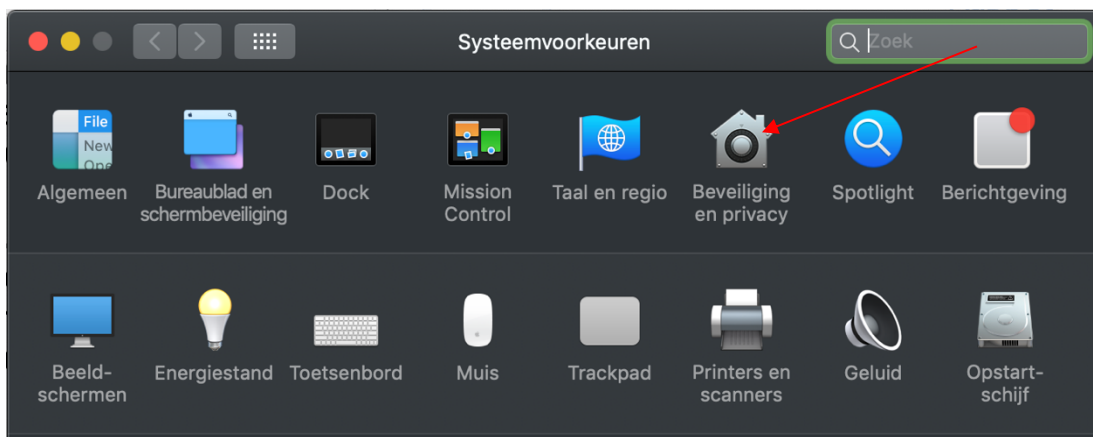 Systeemvoorkeuren
Zoek
File
New
Ope
Algemeen
Bureaublad en
schermbeveiliging
Dock
Mission
Control
Taal en regio
Beveiliging
en privacy
Spotlight
Berichtgeving
Beeld-
schermen
Energiestand
Toetsenbord
Muis
Trackpad
Printers en
scanners
Geluid
Opstart-
schijf